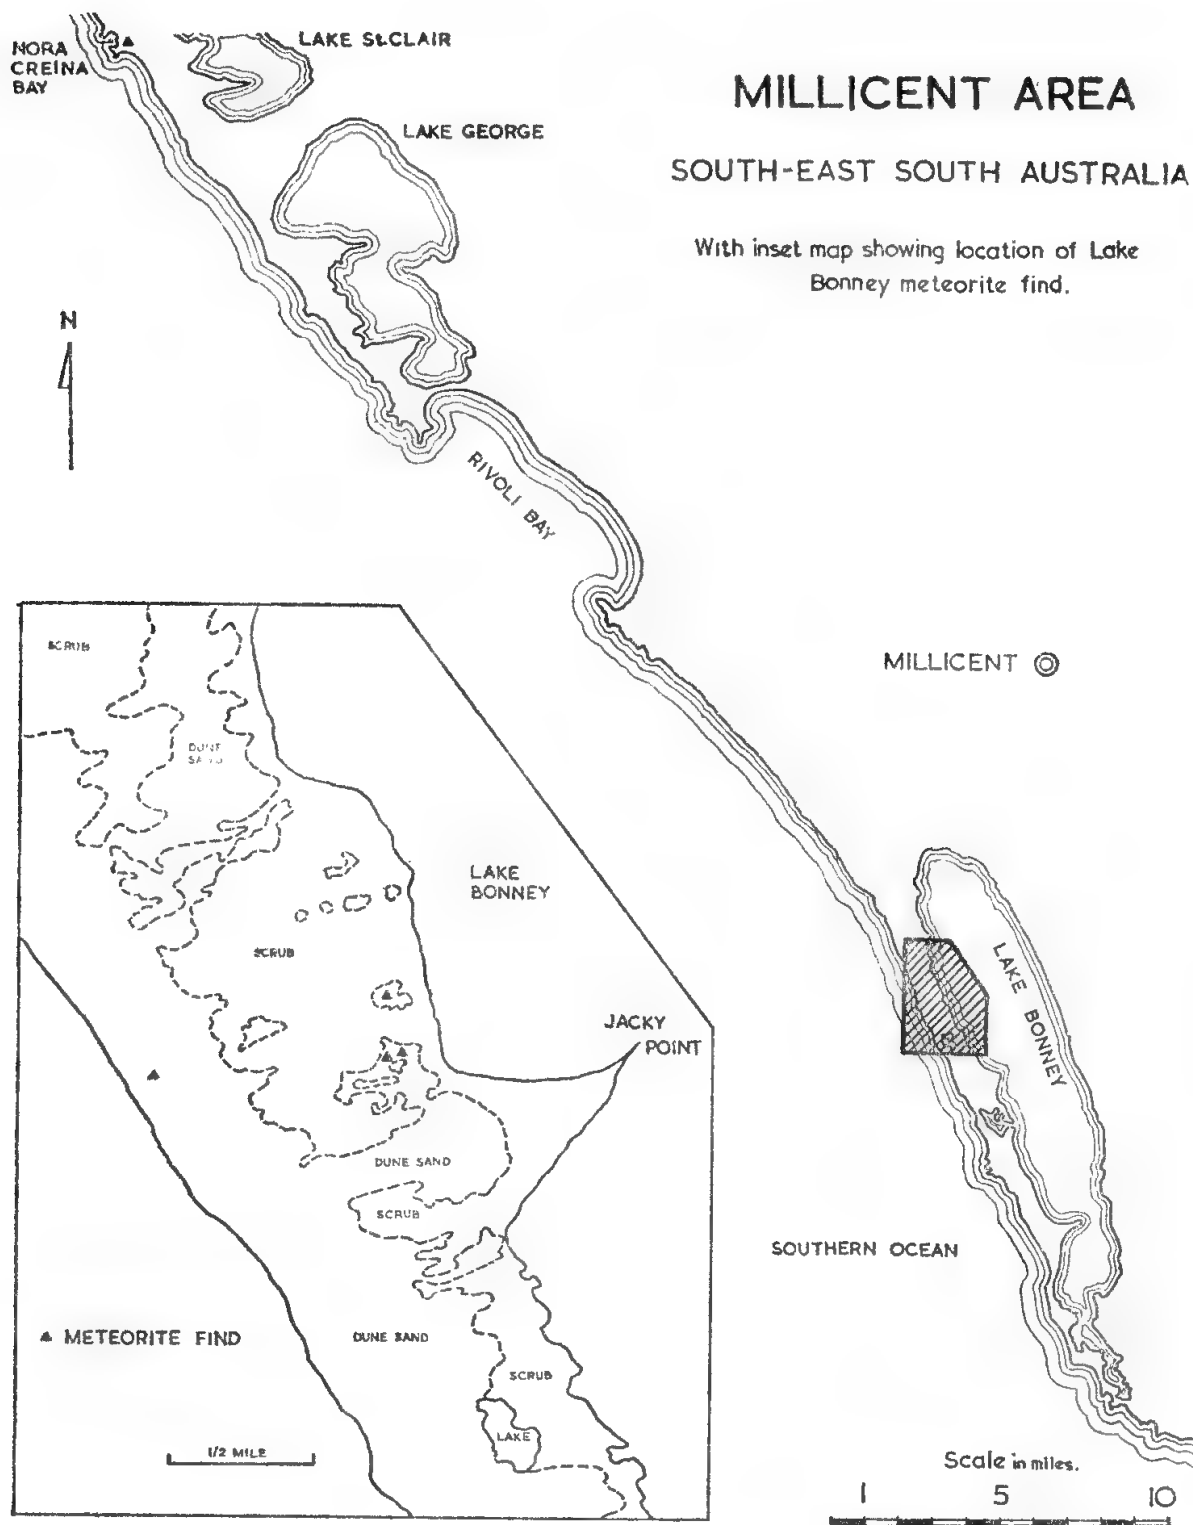 MILLICENT AREA
SOUTH-EAST SOUTH AUSTRALIA
With inset map showing location of Lake
Bonney meteorite find.
NORA
CREINA
BAY
LAKE St.CLAIR
LAKE GEORGE
N
RIVOLI BAY
MILLICENT
LAKE BONNEY
SOUTHERN OCEAN
SCRUB
DUNE
SAND
LAKE
BONNEY
SCRUB
JACKY
POINT
DUNE SAND
SCRUB
METEORITE FIND
DUNE SAND
SCRUB
LAKE
1/2 MILE
Scale in miles.
1 5 10